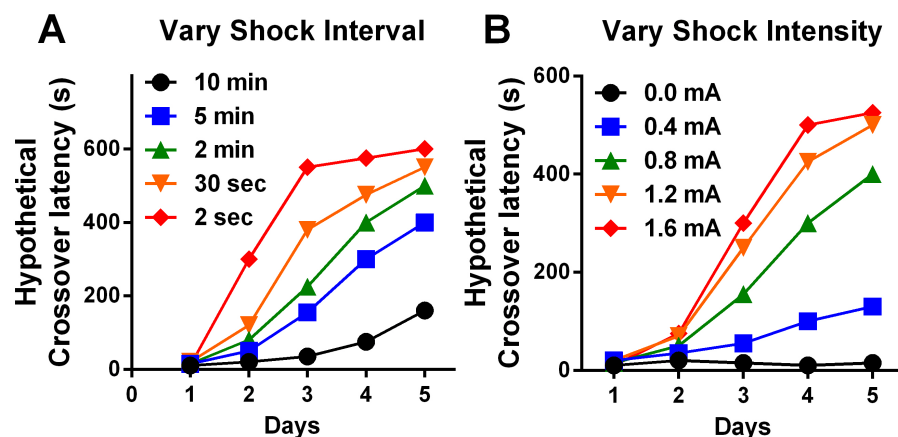 A
Vary Shock Interval
Hypothetical
Crossover latency (s)
10 min
5 min
2 min
30 sec
2 sec
600
400
200
0
0 1 2 3 4 5
Days
B
Vary Shock Intensity
Hypothetical
Crossover latency (s)
0.0 mA
0.4 mA
0.8 mA
1.2 mA
1.6 mA
600
400
200
0
1 2 3 4 5
Days